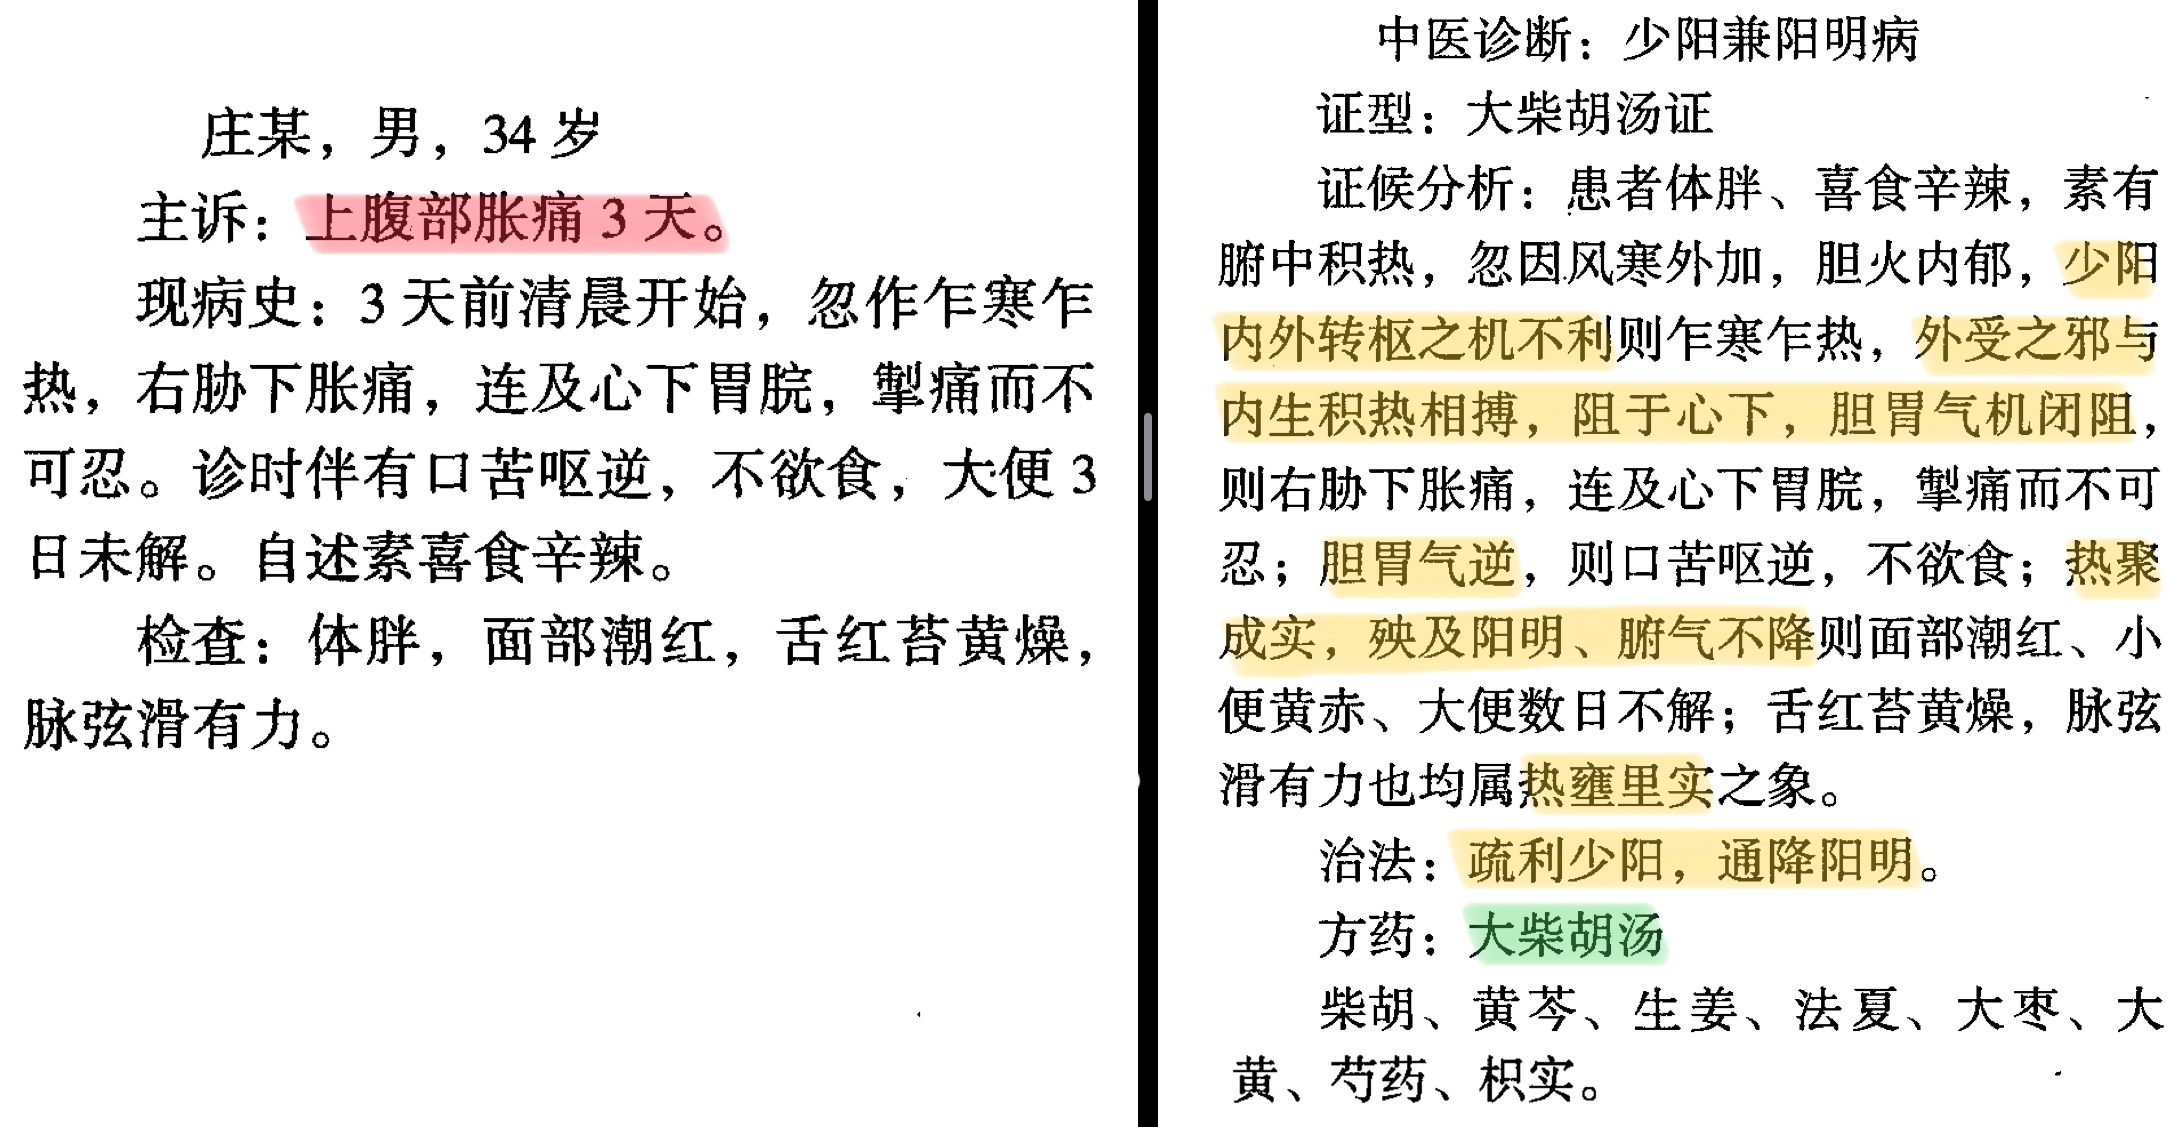 庄某，男，34 岁
主诉：上腹部胀痛 3 天。
现病史：3 天前清晨开始，忽作乍寒乍
热，右胁下胀痛，连及心下胃脘，掣痛而不
可忍。诊时伴有口苦呕逆，不欲食，大便 3
日未解。自述素喜食辛辣。
检查：体胖，面部潮红，舌红苔黄燥，
脉弦滑有力。
中医诊断：少阳兼阳明病
证型：大柴胡汤证
证候分析：患者体胖、喜食辛辣，素有
腑中积热，忽因风寒外加，胆火内郁，少阳
内外转枢之机不利则乍寒乍热，外受之邪与
内生积热相搏，阻于心下，胆胃气机闭阻，
则右胁下胀痛，连及心下胃脘，掣痛而不可
忍；胆胃气逆，则口苦呕逆，不欲食；热聚
成实，殃及阳明、腑气不降则面部潮红、小
便黄赤、大便数日不解；舌红苔黄燥，脉弦
滑有力也均属热壅里实之象。
治法：疏利少阳，通降阳明。
方药：大柴胡汤
柴胡、黄芩、生姜、法夏、大枣、大
黄、芍药、枳实。